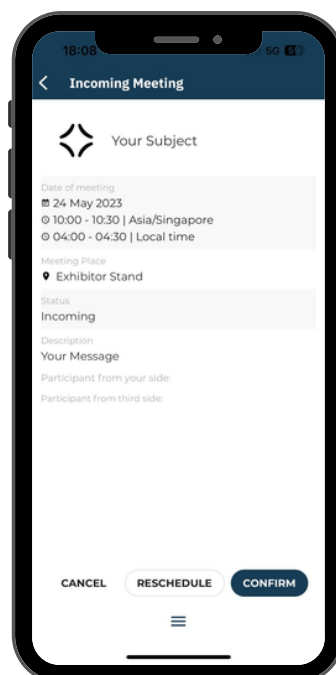 18:08
5G
Incoming Meeting
Your Subject
Date of meeting
24 May 2023
10:00 - 10:30 | Asia/Singapore
04:00 - 04:30 | Local time
Meeting Place
Exhibitor Stand
Status
Incoming
Description
Your Message
Participant from your side:
Participant from third side:
CANCEL RESCHEDULE CONFIRM